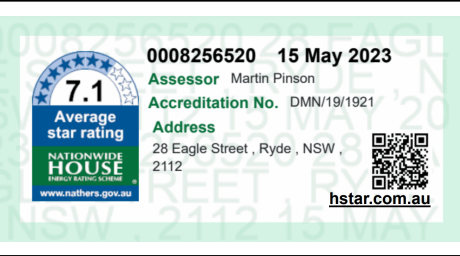 0008256520 15 May 2023
7.1
Average
star rating
NATIONWIDE
HOUSE
ENERGY RATING SCHEME
www.nathers.gov.au
Assessor Martin Pinson
Accreditation No. DMN/19/1921
Address
28 Eagle Street , Ryde , NSW ,
2112
hstar.com.au